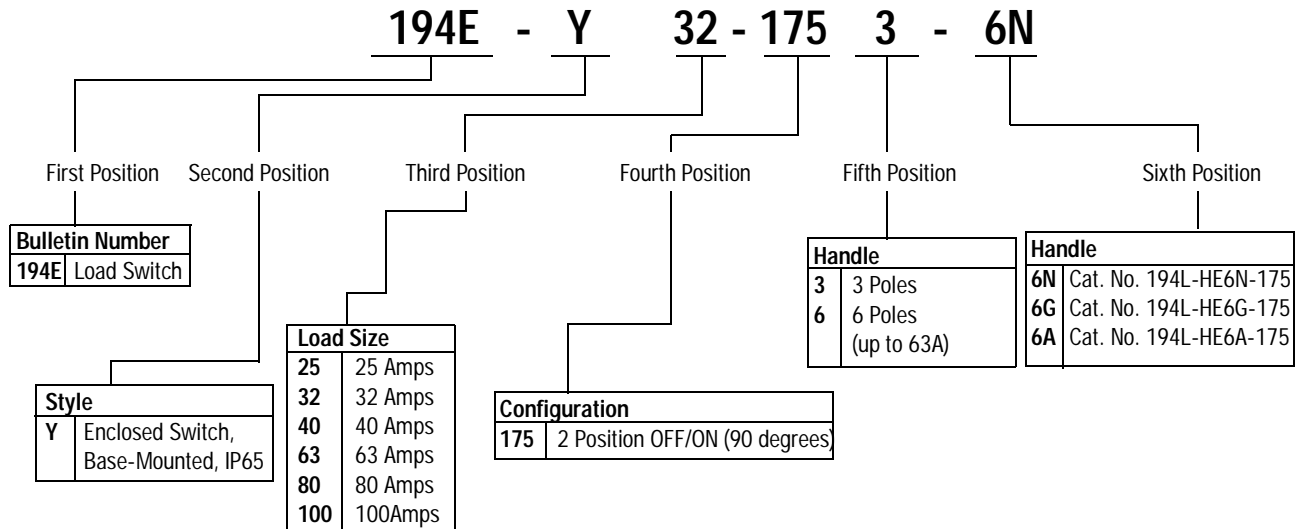 194E - Y 32 - 175 3 - 6N
First Position Second Position Third Position Fourth Position Fifth Position Sixth Position
Bulletin Number
194E Load Switch
Style
Y Enclosed Switch,
Base-Mounted, IP65
Load Size
25 25 Amps
32 32 Amps
40 40 Amps
63 63 Amps
80 80 Amps
100 100Amps
Configuration
175 2 Position OFF/ON (90 degrees)
Handle
3 3 Poles
6 6 Poles
(up to 63A)
Handle
6N Cat. No. 194L-HE6N-175
6G Cat. No. 194L-HE6G-175
6A Cat. No. 194L-HE6A-175